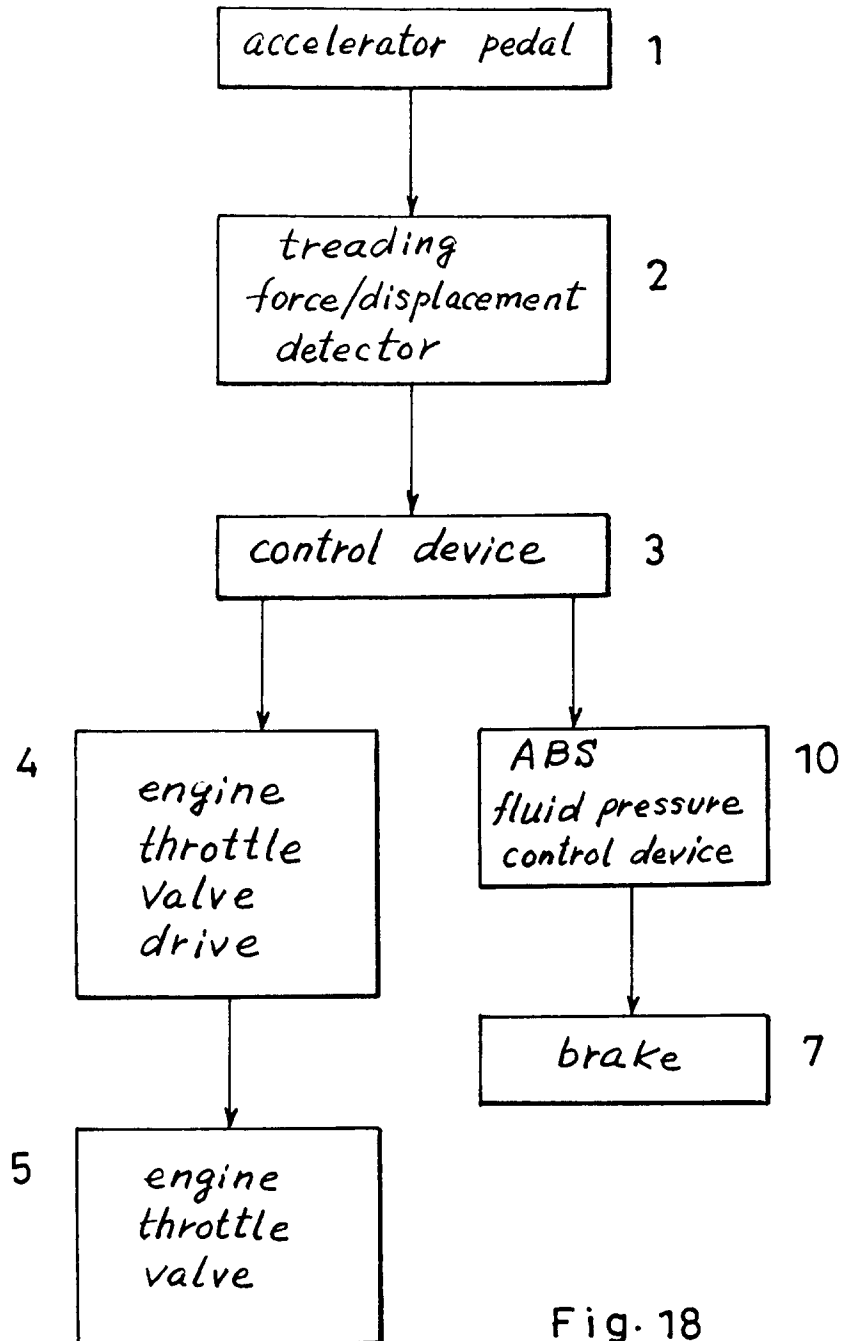 accelerator pedal 1
treading
force/displacement
detector
2
control device 3
4
engine
throttle
valve
drive
ABS
fluid pressure
control device
10
brake 7
5
engine
throttle
valve
Fig. 18